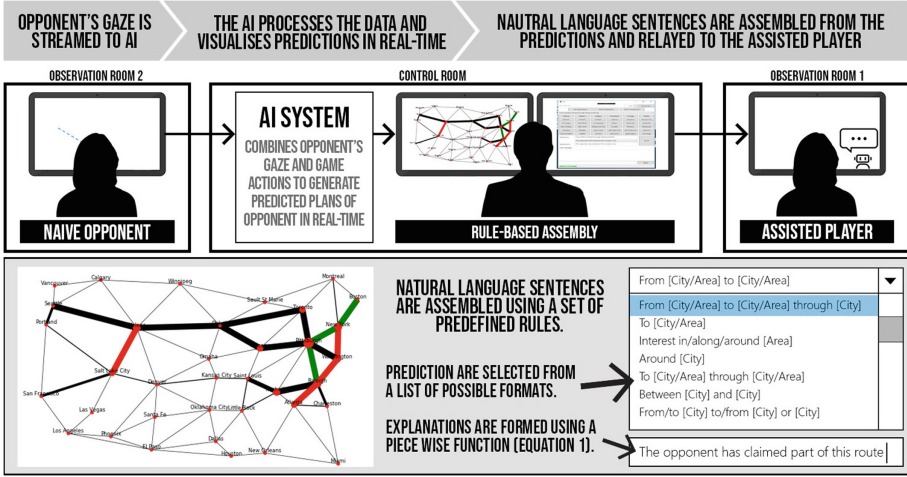 OPPONENT'S GAZE IS
STREAMED TO AI
THE AI PROCESSES THE DATA AND
VISUALISES PREDICTIONS IN REAL-TIME
NAUTRAL LANGUAGE SENTENCES ARE ASSEMBLED FROM THE
PREDICTIONS AND RELAYED TO THE ASSISTED PLAYER
OBSERVATION ROOM 2
CONTROL ROOM
OBSERVATION ROOM 1
AI SYSTEM
COMBINES OPPONENT'S
GAZE AND GAME
ACTIONS TO GENERATE
PREDICTED PLANS OF
OPPONENT IN REAL-TIME
NAIVE OPPONENT
RULE-BASED ASSEMBLY
ASSISTED PLAYER
Vancouver
Calgary
Winnipeg
Montreal
Seattle
Sault St Marie
Toronto
Boston
Portland
New York
Omaha
Washington
Salt Lake City
Denver
Kansas City
Saint Louis
Raleigh
San Francisco
Las Vegas
Santa Fe
Oklahoma City
Little Rock
Atlanta
Charleston
Los Angeles
Phoenix
El Paso
Dallas
Houston
New Orleans
Miami
NATURAL LANGUAGE SENTENCES
ARE ASSEMBLED USING A SET OF
PREDEFINED RULES.
PREDICTION ARE SELECTED FROM
A LIST OF POSSIBLE FORMATS.
EXPLANATIONS ARE FORMED USING A
PIECE WISE FUNCTION (EQUATION 1).
From [City/Area] to [City/Area]
From [City/Area] to [City/Area] through [City]
To [City/Area]
Interest in/along/around [Area]
Around [City]
To [City/Area] through [City/Area]
Between [City] and [City]
From/to [City] to/from [City] or [City]
The opponent has claimed part of this route